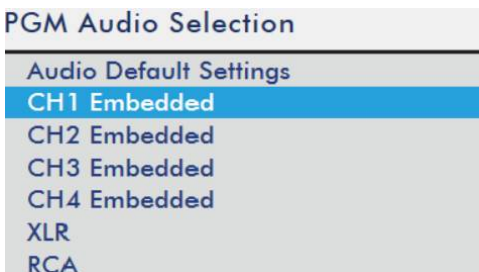 PGM Audio Selection
Audio Default Settings
CH1 Embedded
CH2 Embedded
CH3 Embedded
CH4 Embedded
XLR
RCA